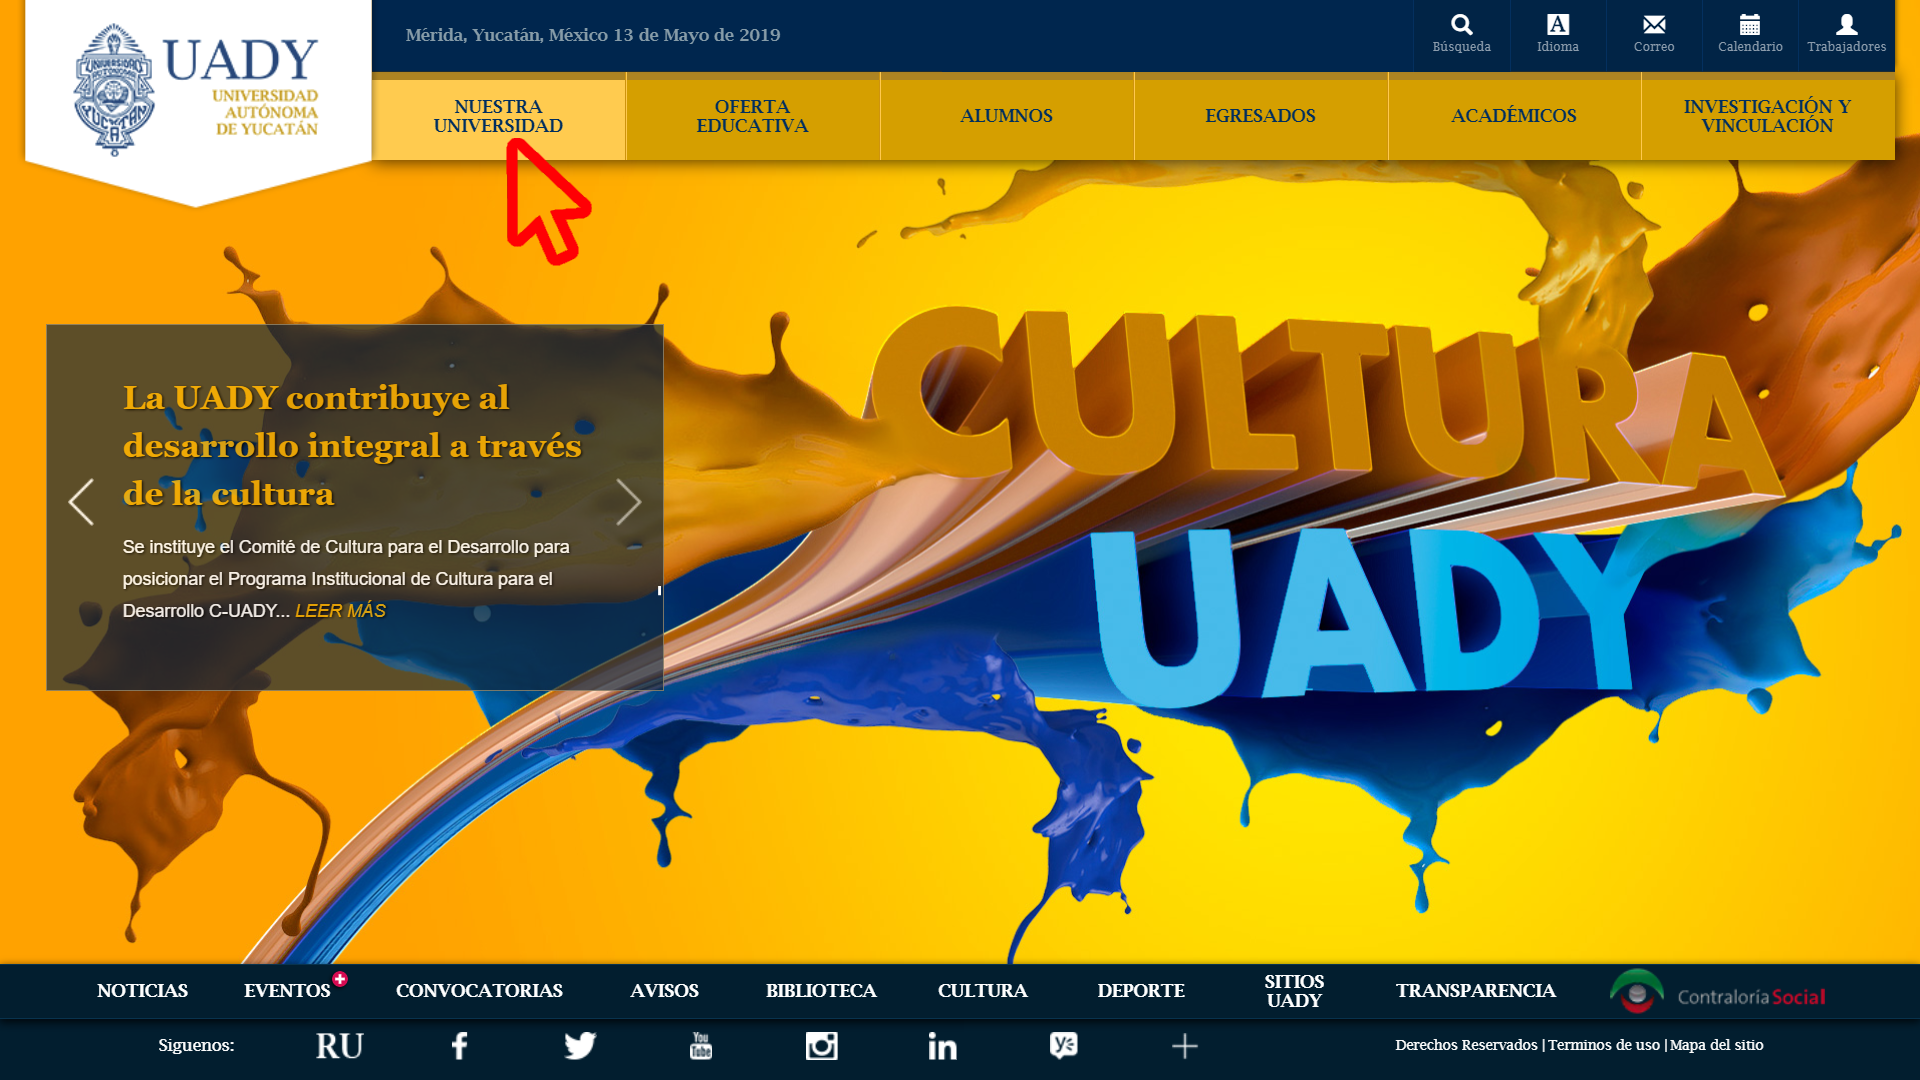 UADY
UNIVERSIDAD
AUTÓNOMA
DE YUCATÁN
Mérida, Yucatán, México 13 de Mayo de 2019
Búsqueda
Idioma
Correo
Calendario
Trabajadores
NUESTRA
UNIVERSIDAD
OFERTA
EDUCATIVA
ALUMNOS
EGRESADOS
ACADÉMICOS
INVESTIGACIÓN Y
VINCULACIÓN
La UADY contribuye al
desarrollo integral a través
de la cultura
Se instituye el Comité de Cultura para el Desarrollo para
posicionar el Programa Institucional de Cultura para el
Desarrollo C-UADY... LEER MÁS
CULTURA
UADY
NOTICIAS
EVENTOS
CONVOCATORIAS
AVISOS
BIBLIOTECA
CULTURA
DEPORTE
SITIOS
UADY
TRANSPARENCIA
Contraloría Social
Siguenos:
RU
You
Tube
Derechos Reservados | Terminos de uso | Mapa del sitio